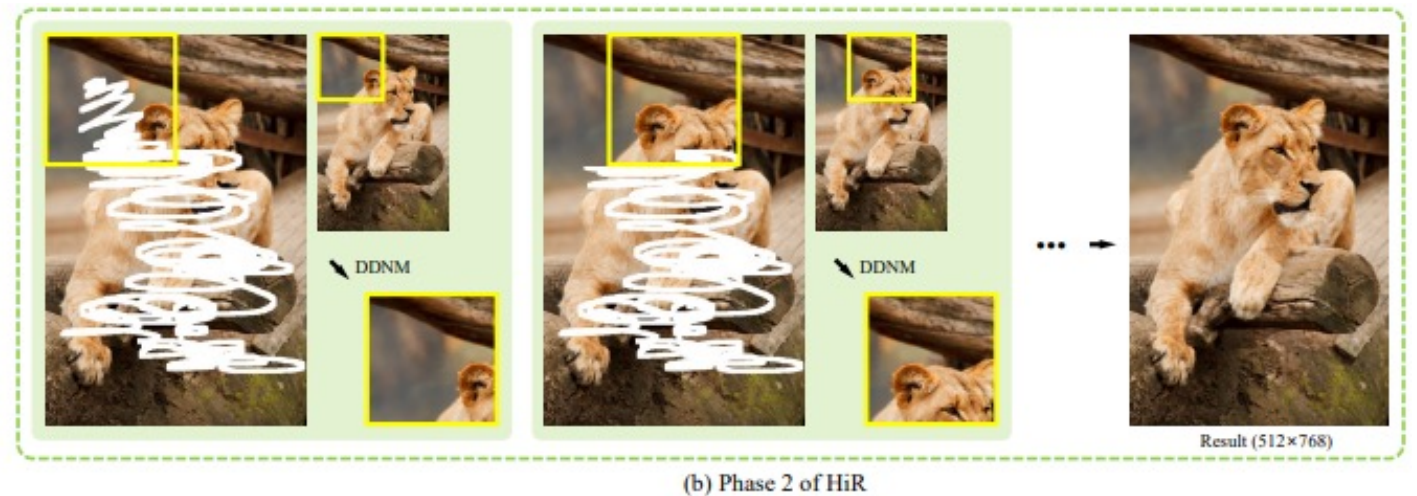 DDNM
DDNM
...
Result (512×768)
(b) Phase 2 of HiR